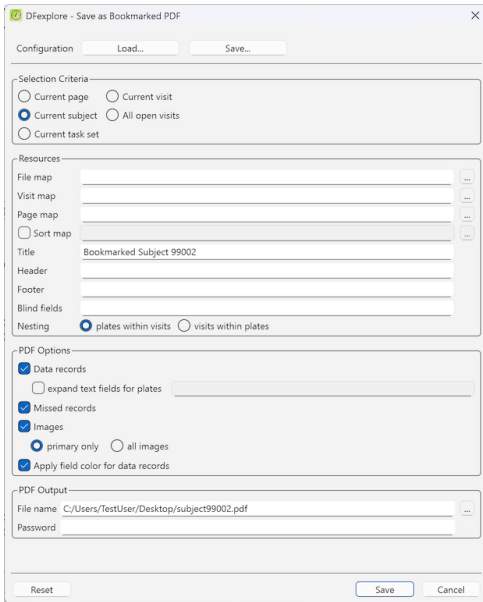 DFexplore - Save as Bookmarked PDF
Configuration Load... Save...
Selection Criteria
Current page Current visit
Current subject All open visits
Current task set
Resources
File map ...
Visit map ...
Page map ...
Sort map ...
Title Bookmarked Subject 99002
Header
Footer
Blind fields
Nesting plates within visits visits within plates
PDF Options
Data records
expand text fields for plates
Missed records
Images
primary only all images
Apply field color for data records
PDF Output
File name C:/Users/TestUser/Desktop/subject99002.pdf ...
Password
Reset Save Cancel